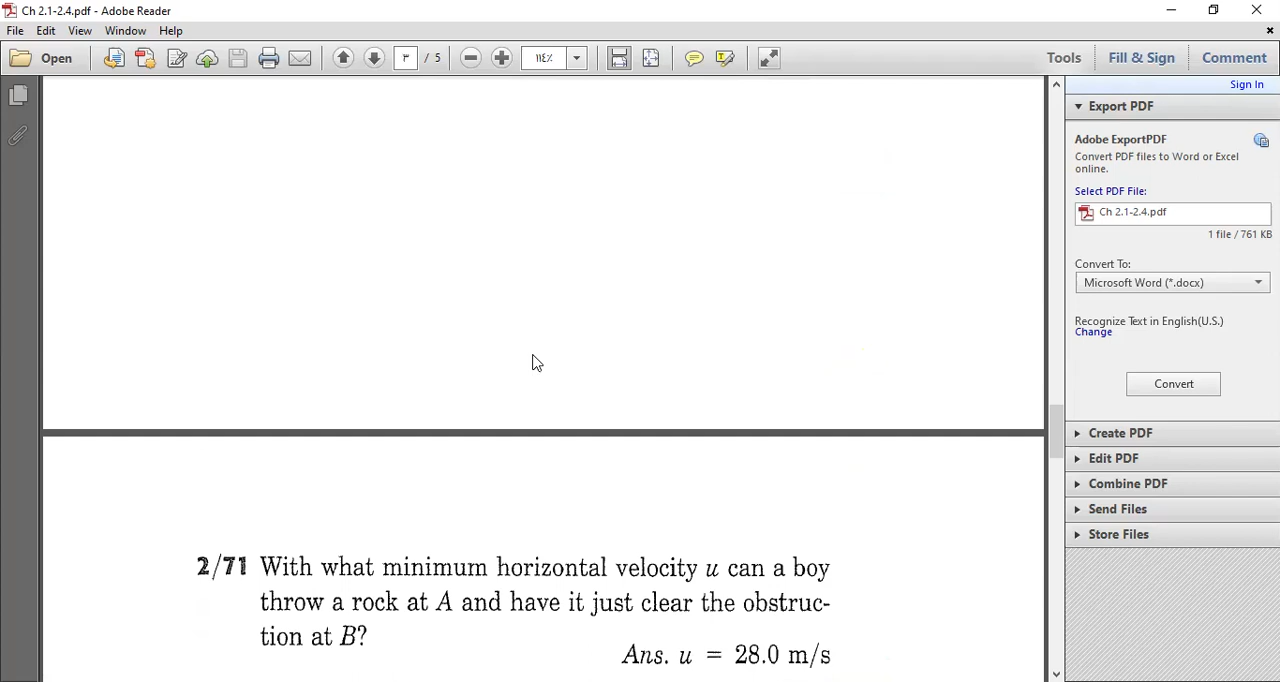 Ch 2.1-2.4.pdf - Adobe Reader
File Edit View Window Help
Open ٣ / 5 ١١٤٪ Tools Fill & Sign Comment
Sign In
Export PDF
Adobe ExportPDF
Convert PDF files to Word or Excel
online.
Select PDF File:
Ch 2.1-2.4.pdf
1 file / 761 KB
Convert To:
Microsoft Word (*.docx)
Recognize Text in English(U.S.)
Change
Convert
Create PDF
Edit PDF
Combine PDF
Send Files
Store Files
2/71 With what minimum horizontal velocity u can a boy
throw a rock at A and have it just clear the obstruc-
tion at B?
Ans. u = 28.0 m/s